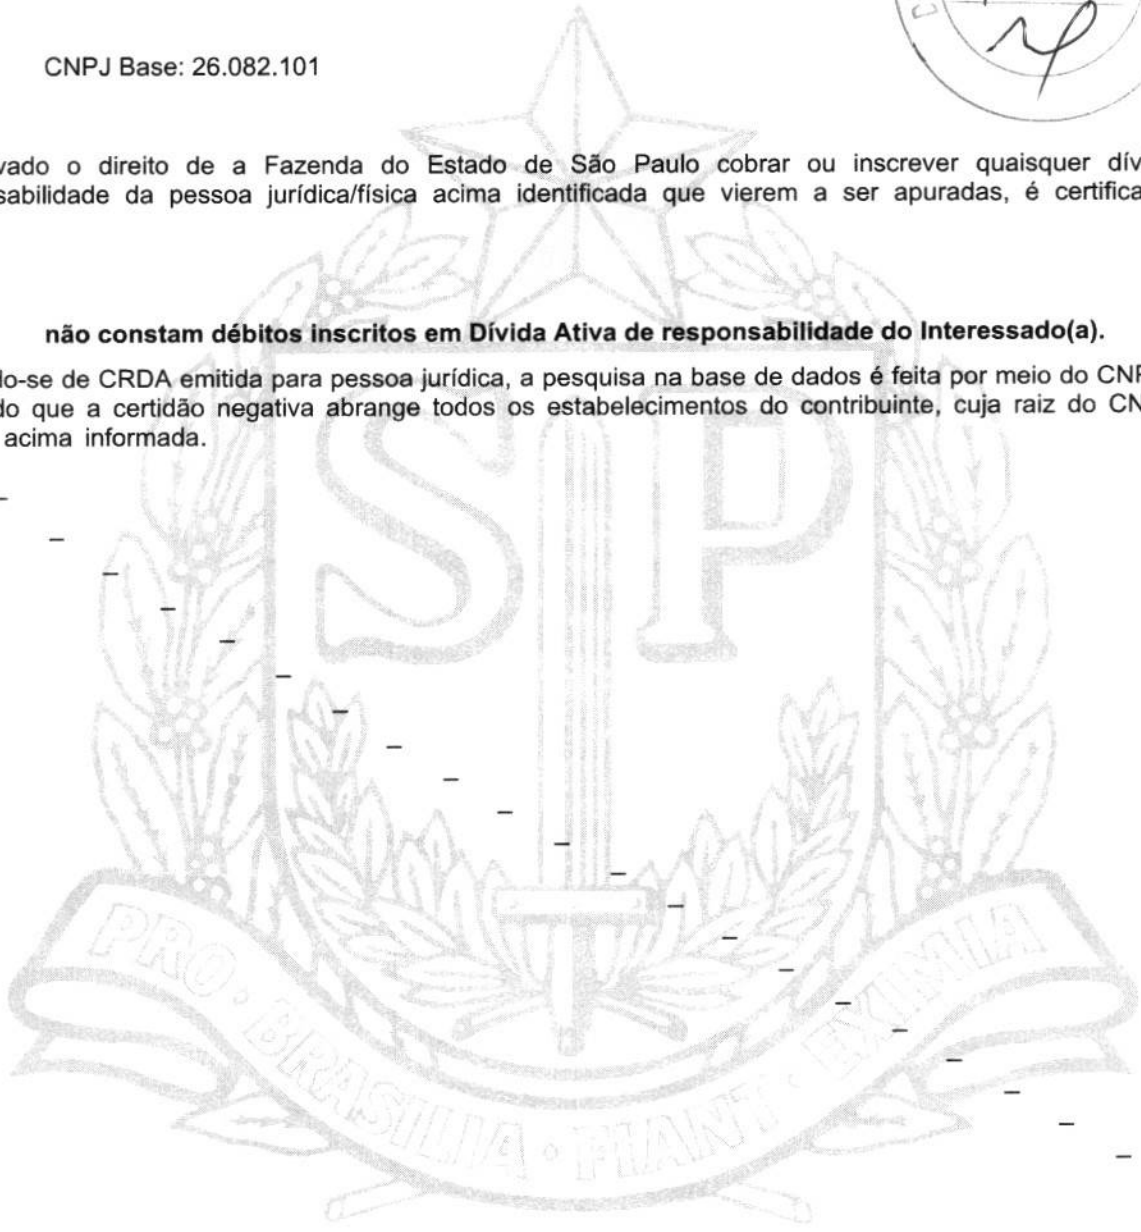 CNPJ Base: 26.082.101
vado o direito de a Fazenda do Estado de São Paulo cobrar ou inscrever quaisquer dív
sabilidade da pessoa jurídica/física acima identificada que vierem a ser apuradas, é certifica
não constam débitos inscritos em Dívida Ativa de responsabilidade do Interessado(a).
do-se de CRDA emitida para pessoa jurídica, a pesquisa na base de dados é feita por meio do CNP
do que a certidão negativa abrange todos os estabelecimentos do contribuinte, cuja raiz do CN
acima informada.
SP
PRO · BRASILIA · FIANT · EXIMIA